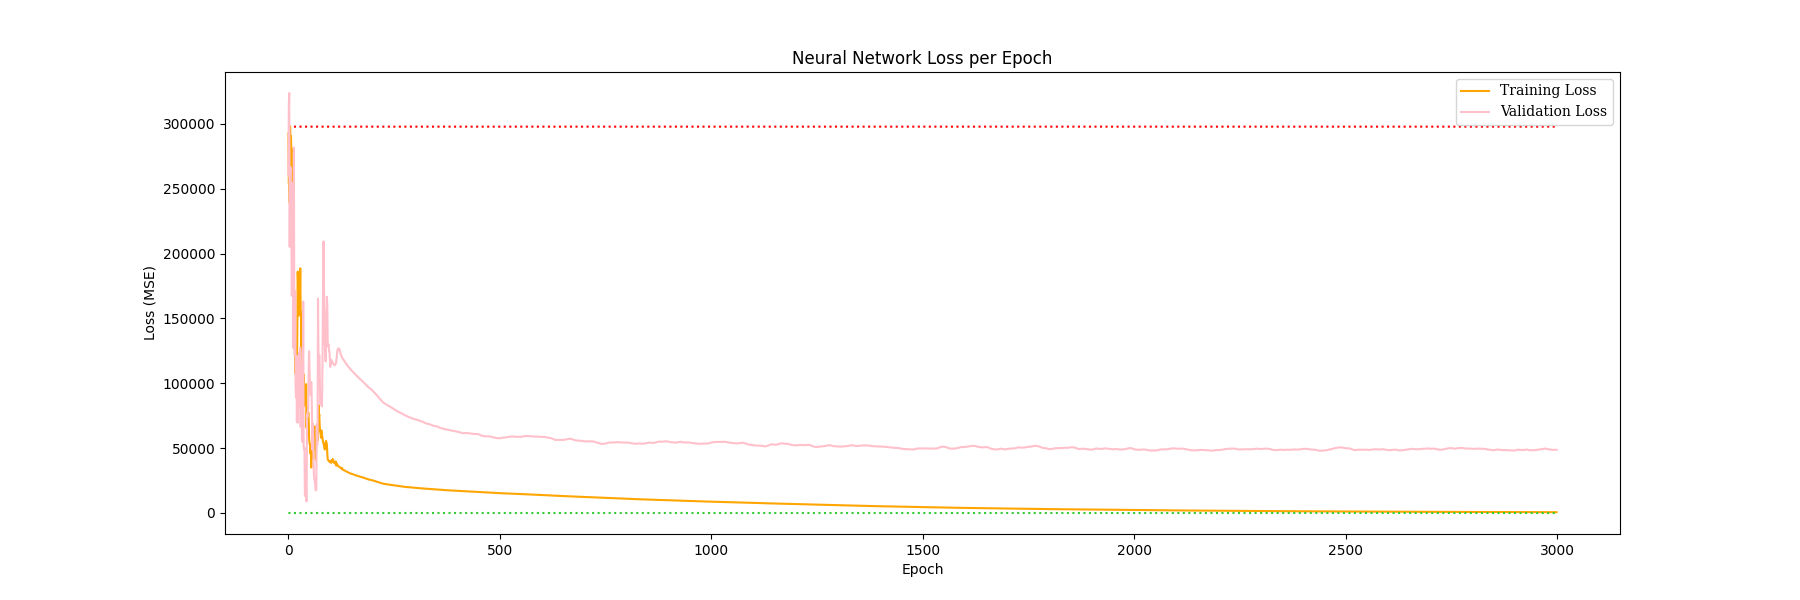 Neural Network Loss per Epoch
Training Loss
Validation Loss
300000
250000
200000
150000
100000
50000
0
Loss (MSE)
0 500 1000 1500 2000 2500 3000
Epoch